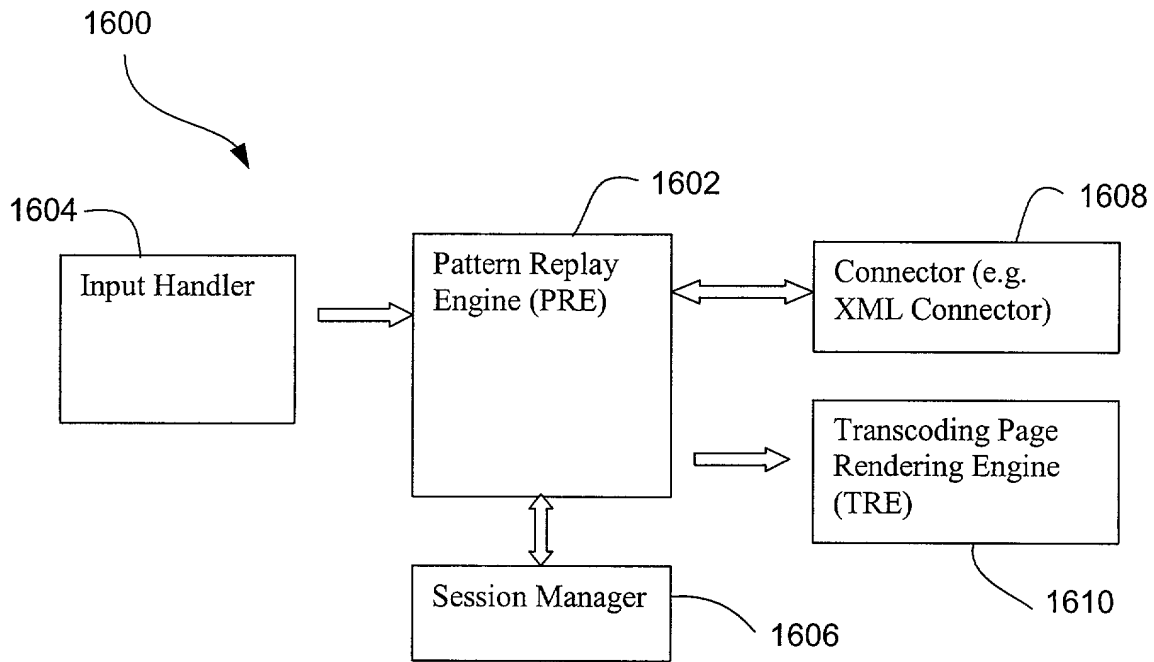 1600
1602
1608
1604
Input Handler
Pattern Replay
Engine (PRE)
Connector (e.g.
XML Connector)
Transcoding Page
Rendering Engine
(TRE)
Session Manager
1606
1610